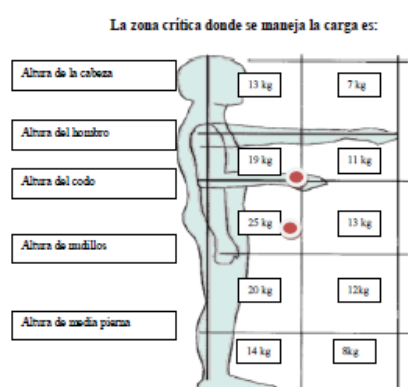 La zona crítica donde se maneja la carga es:
Altura de la cabeza
13 kg
7 kg
Altura del hombro
19 kg
11 kg
Altura del codo
25 kg
13 kg
Altura de nudillos
20 kg
12kg
Altura de media pierna
14 kg
8kg